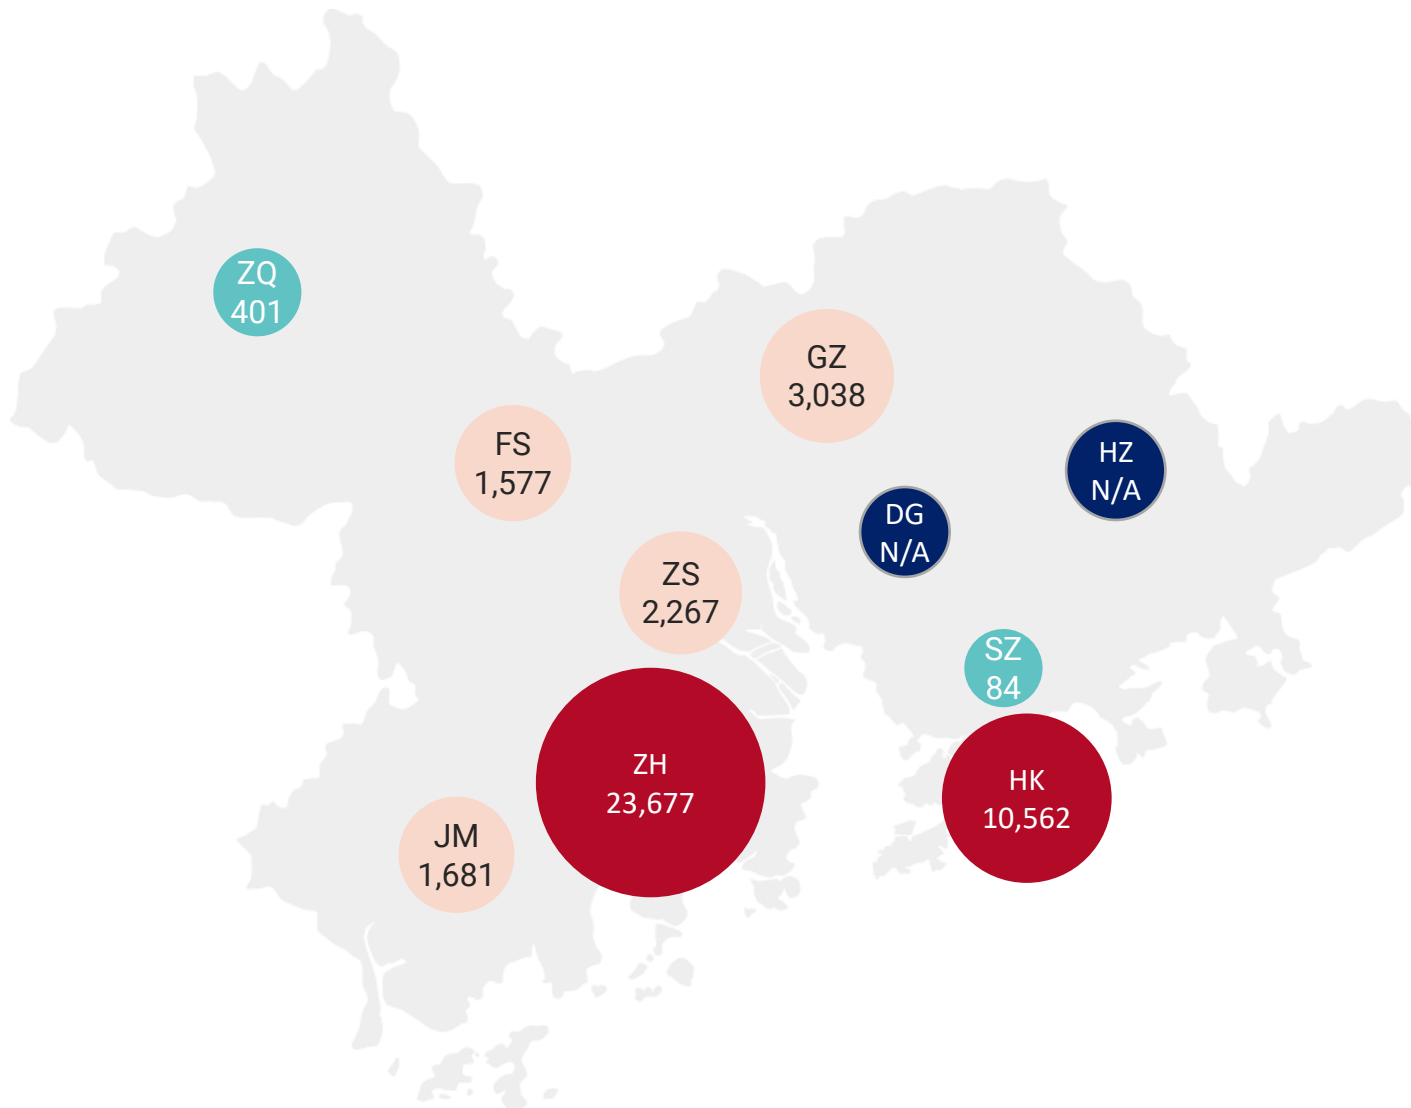 ZQ
401
GZ
3,038
FS
1,577
HZ
N/A
DG
N/A
ZS
2,267
SZ
84
ZH
23,677
HK
10,562
JM
1,681